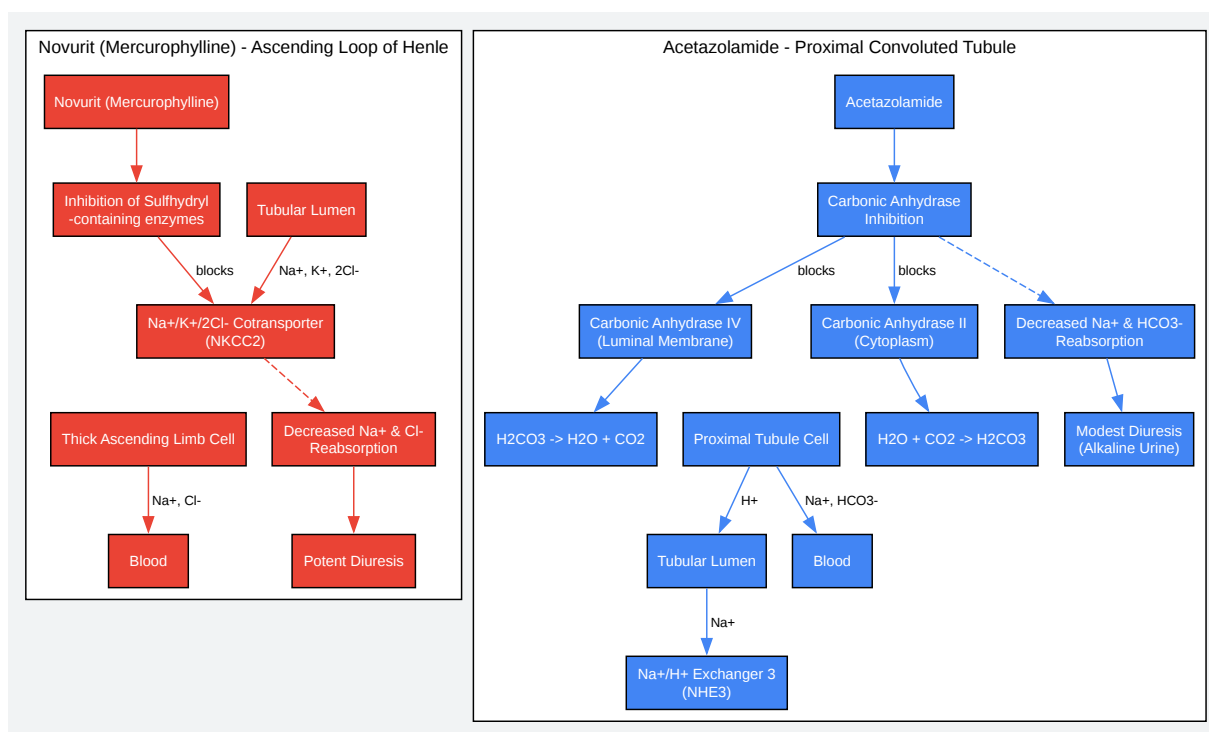 Novurit (Mercurophylline) - Ascending Loop of Henle
Novurit (Mercurophylline)
Inhibition of Sulfhydryl
-containing enzymes
Tubular Lumen
blocks
Na+, K+, 2Cl-
Na+/K+/2Cl- Cotransporter
(NKCC2)
Thick Ascending Limb Cell
Decreased Na+ & Cl-
Reabsorption
Na+, Cl-
Blood
Potent Diuresis
Acetazolamide - Proximal Convoluted Tubule
Acetazolamide
Carbonic Anhydrase
Inhibition
blocks
blocks
Carbonic Anhydrase IV
(Luminal Membrane)
Carbonic Anhydrase II
(Cytoplasm)
Decreased Na+ & HCO3-
Reabsorption
H2CO3 -> H2O + CO2
Proximal Tubule Cell
H2O + CO2 -> H2CO3
Modest Diuresis
(Alkaline Urine)
H+
Na+, HCO3-
Tubular Lumen
Blood
Na+
Na+/H+ Exchanger 3
(NHE3)